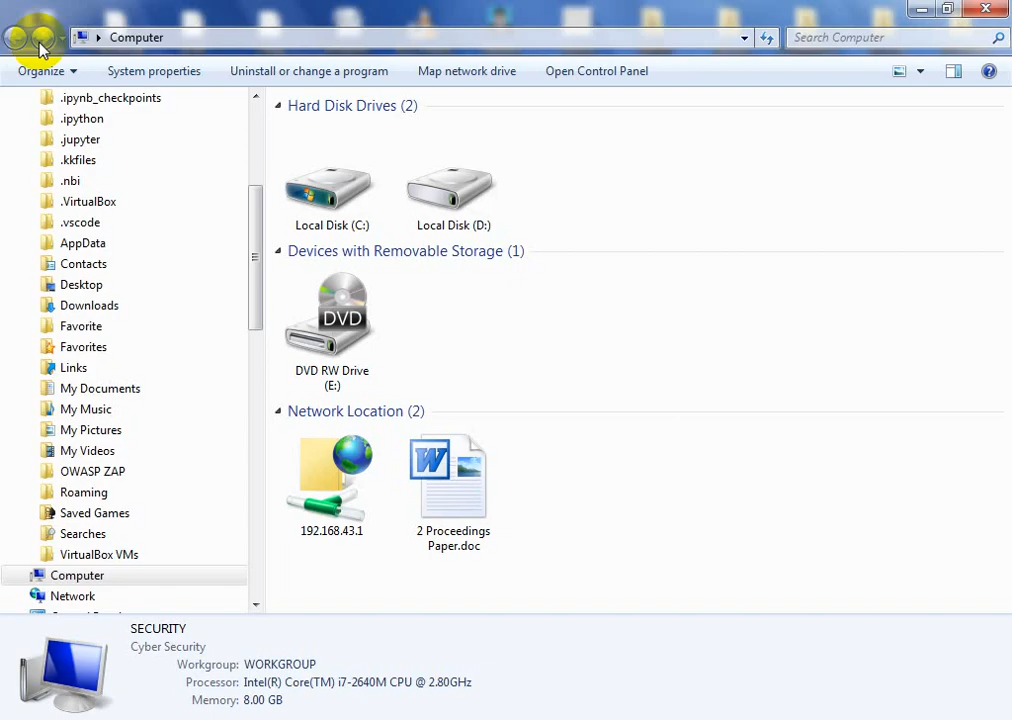 Computer
Search Computer
Organize
System properties
Uninstall or change a program
Map network drive
Open Control Panel
.ipynb_checkpoints
.ipython
.jupyter
.kkfiles
.nbi
.VirtualBox
.vscode
AppData
Contacts
Desktop
Downloads
Favorite
Favorites
Links
My Documents
My Music
My Pictures
My Videos
OWASP ZAP
Roaming
Saved Games
Searches
VirtualBox VMs
Computer
Network
Hard Disk Drives (2)
Local Disk (C:)
Local Disk (D:)
Devices with Removable Storage (1)
DVD
DVD RW Drive
(E:)
Network Location (2)
W
192.168.43.1
2 Proceedings
Paper.doc
SECURITY
Cyber Security
Workgroup: WORKGROUP
Processor: Intel(R) Core(TM) i7-2640M CPU @ 2.80GHz
Memory: 8.00 GB